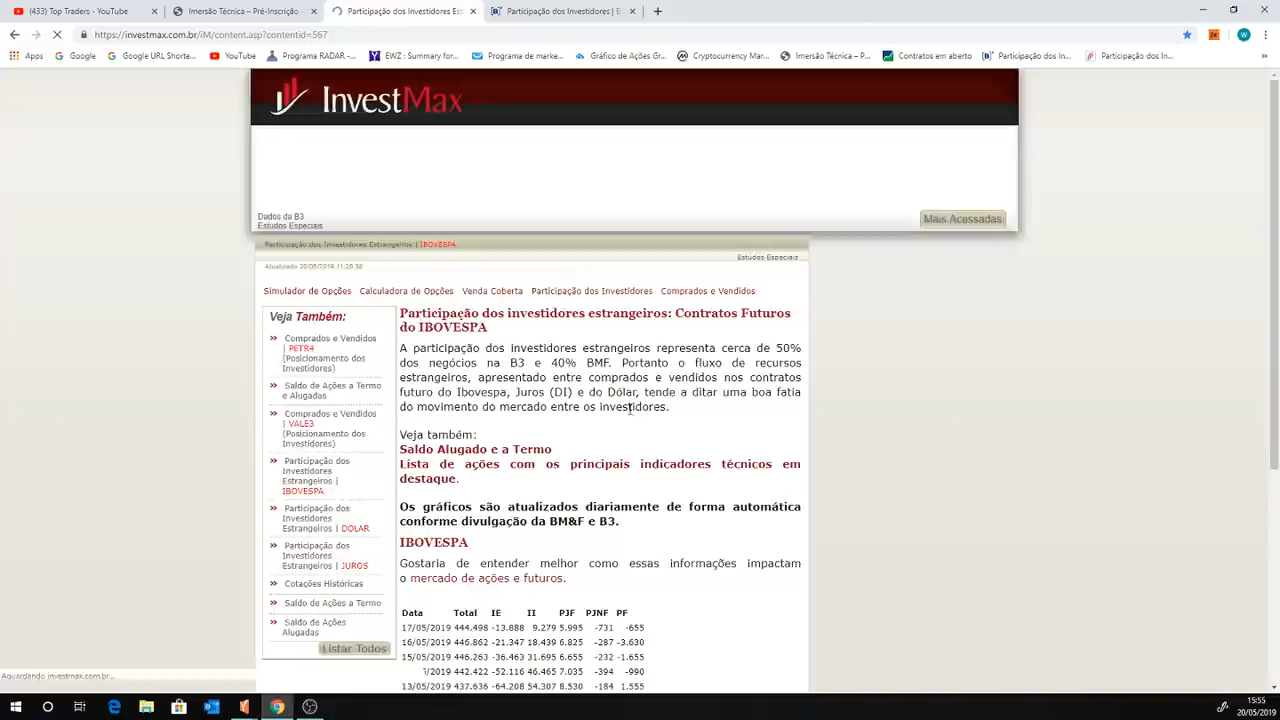 (433) Top Traders - YouTube
Imersão Técnica – Pré-Inscrição
Participação dos Investidores Es
Participação dos Investidores | B
https://investmax.com.br/iM/content.asp?contentid=567
Apps
Google
Google URL Shorte...
YouTube
Programa RADAR -...
EWZ : Summary for...
Programa de marke...
Gráfico de Ações Gr...
Cryptocurrency Mar...
Imersão Técnica – P...
Contratos em aberto
Participação dos In...
Participação dos In...
InvestMax
Dados da B3
Estudos Especiais
Mais Acessadas
Participação dos Investidores Estrangeiros | IBOVESPA
Estudos Especiais
Atualizado 20/05/2019 11:26:38
Simulador de Opções Calculadora de Opções Venda Coberta Participação dos Investidores Comprados e Vendidos
Veja Também:
Comprados e Vendidos
| PETR4
(Posicionamento dos
Investidores)
Saldo de Ações a Termo
e Alugadas
Comprados e Vendidos
| VALE3
(Posicionamento dos
Investidores)
Participação dos
Investidores
Estrangeiros |
IBOVESPA
Participação dos
Investidores
Estrangeiros | DOLAR
Participação dos
Investidores
Estrangeiros | JUROS
Cotações Históricas
Saldo de Ações a Termo
Saldo de Ações
Alugadas
Listar Todos
Participação dos investidores estrangeiros: Contratos Futuros
do IBOVESPA
A participação dos investidores estrangeiros representa cerca de 50%
dos negócios na B3 e 40% BMF. Portanto o fluxo de recursos
estrangeiros, apresentado entre comprados e vendidos nos contratos
futuro do Ibovespa, Juros (DI) e do Dólar, tende a ditar uma boa fatia
do movimento do mercado entre os investidores.
Veja também:
Saldo Alugado e a Termo
Lista de ações com os principais indicadores técnicos em
destaque.
Os gráficos são atualizados diariamente de forma automática
conforme divulgação da BM&F e B3.
IBOVESPA
Gostaria de entender melhor como essas informações impactam
o mercado de ações e futuros.
Data Total IE II PJF PJNF PF
17/05/2019 444.498 -13.888 9.279 5.995 -731 -655
16/05/2019 446.862 -21.347 18.439 6.825 -287 -3.630
15/05/2019 446.263 -36.463 31.695 6.655 -232 -1.655
/2019 442.422 -52.116 46.465 7.035 -394 -990
13/05/2019 437.636 -64.208 54.307 8.530 -184 1.555
Aguardando investmax.com.br...
15:55
20/05/2019